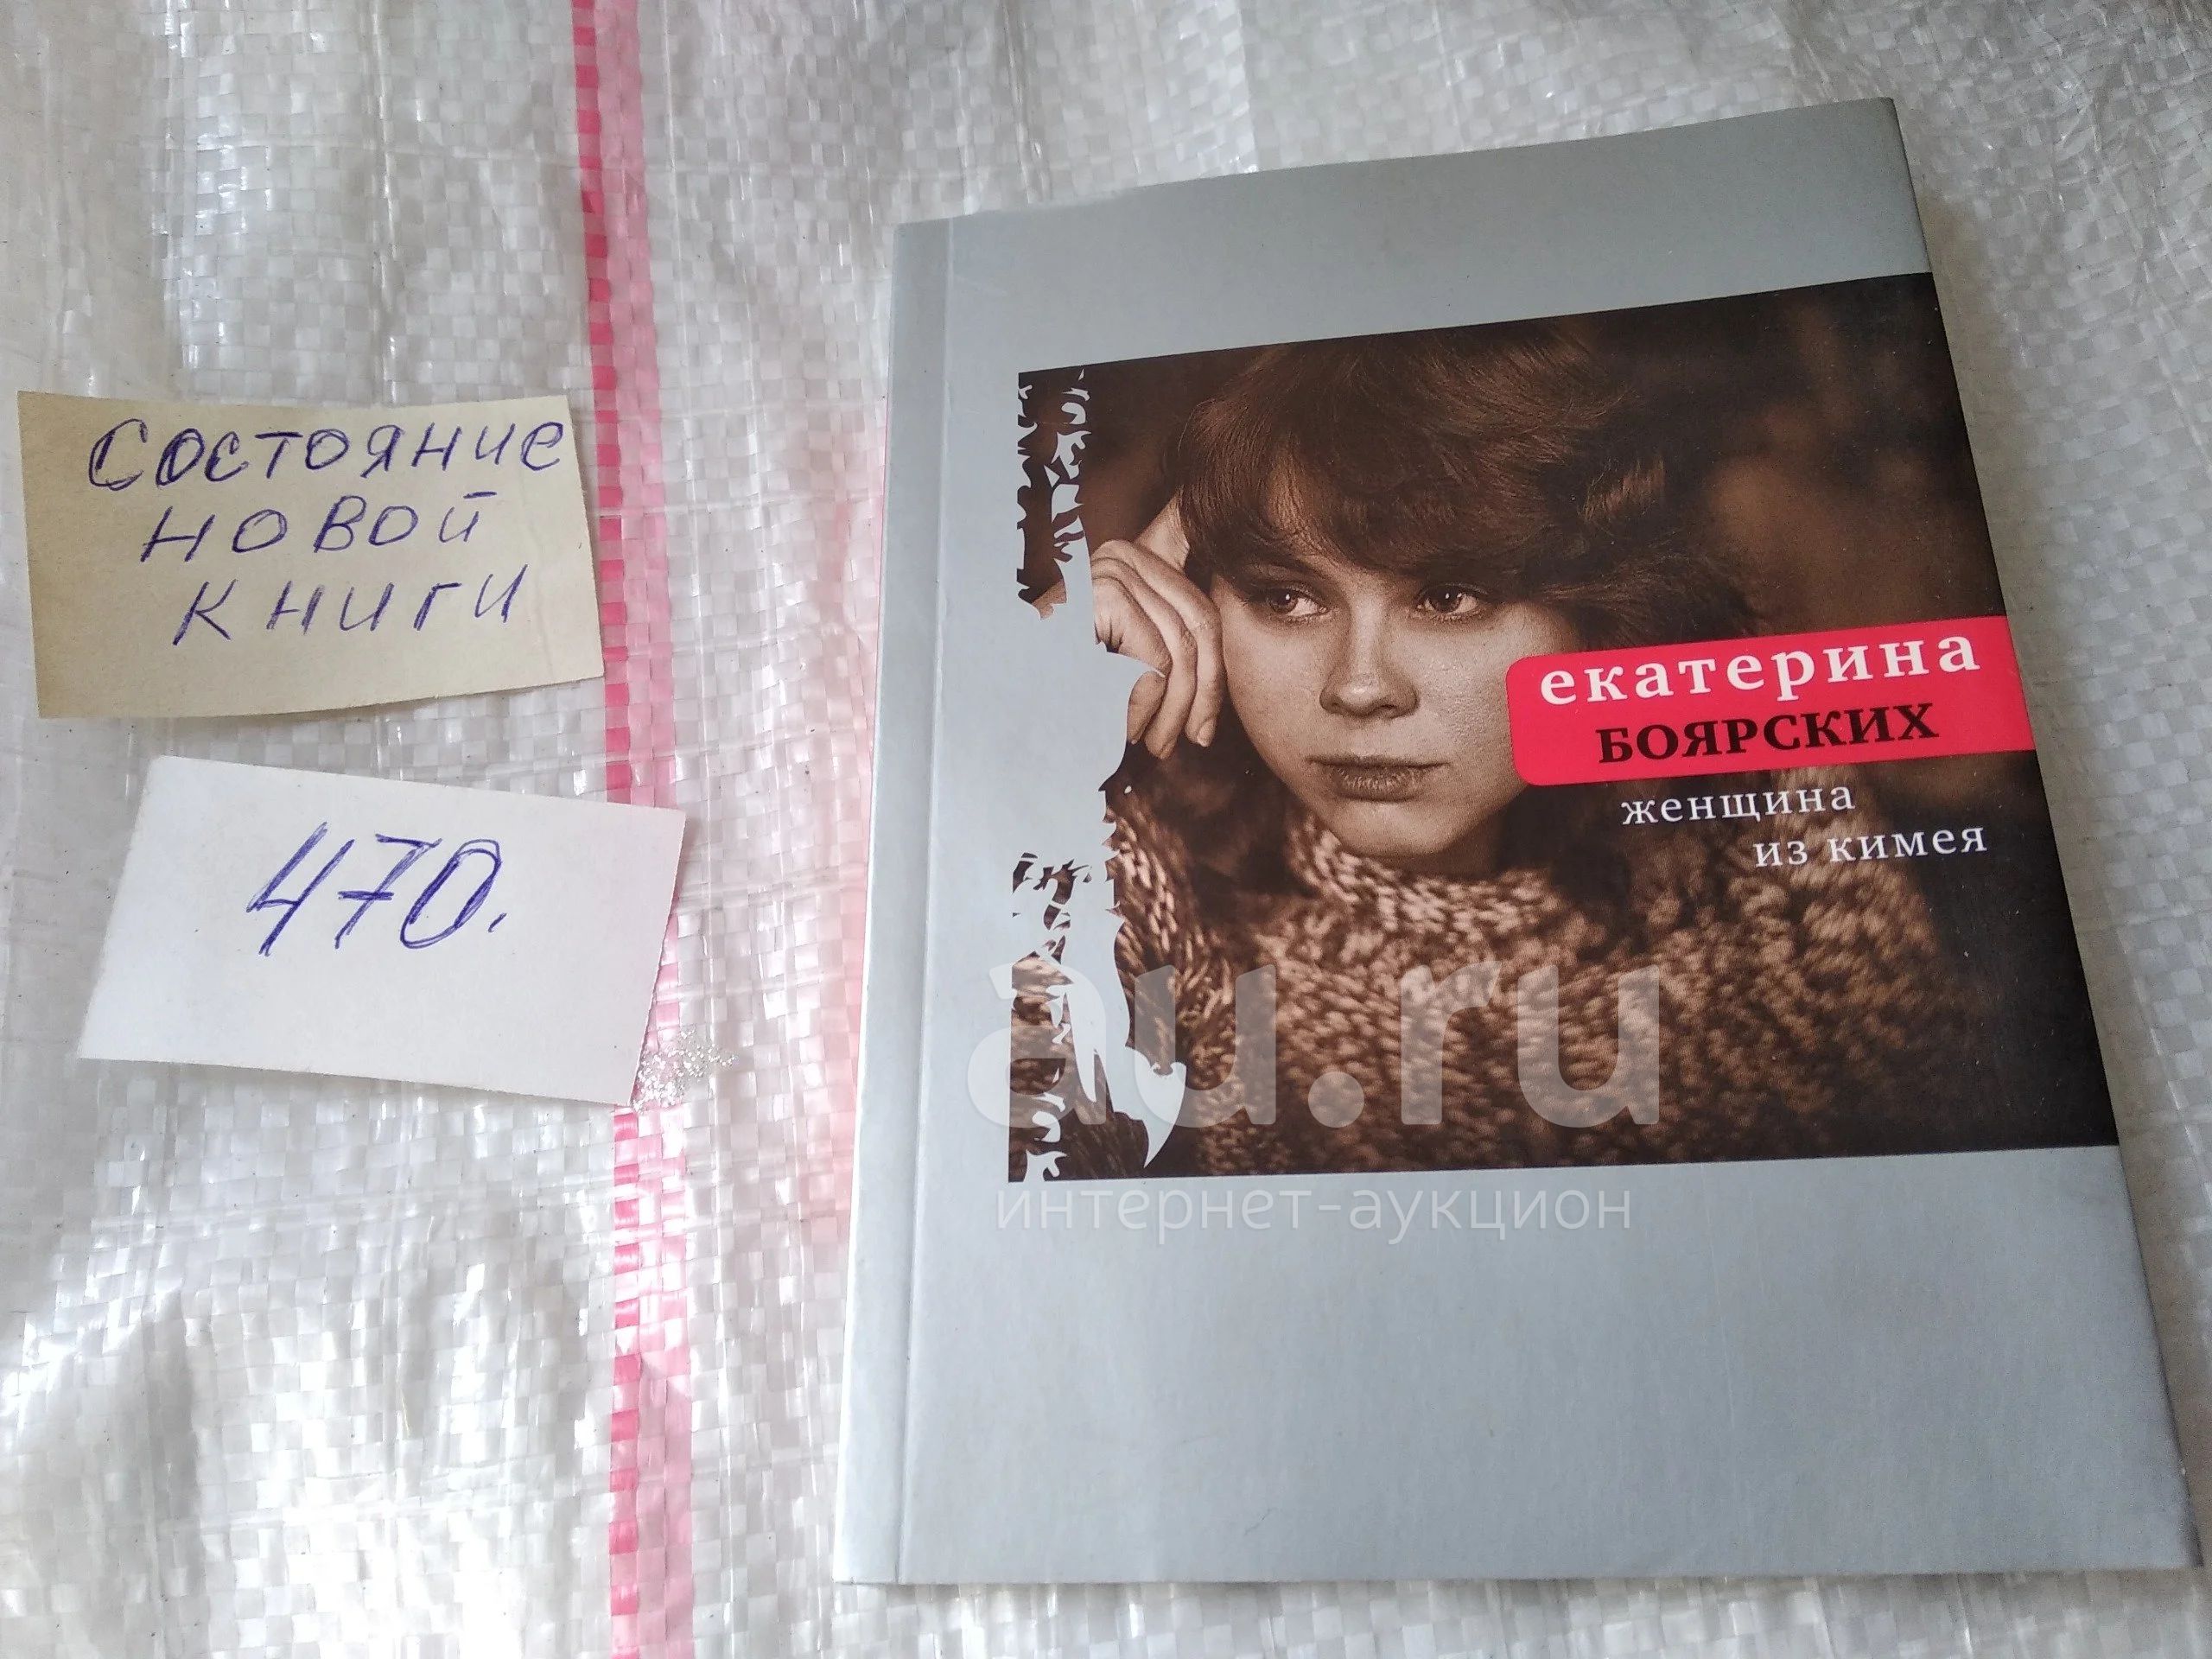 Состояние
новой
книги
470.
екатерина
БОЯРСКИХ
женщина
из кимея
au.ru
интернет-аукцион